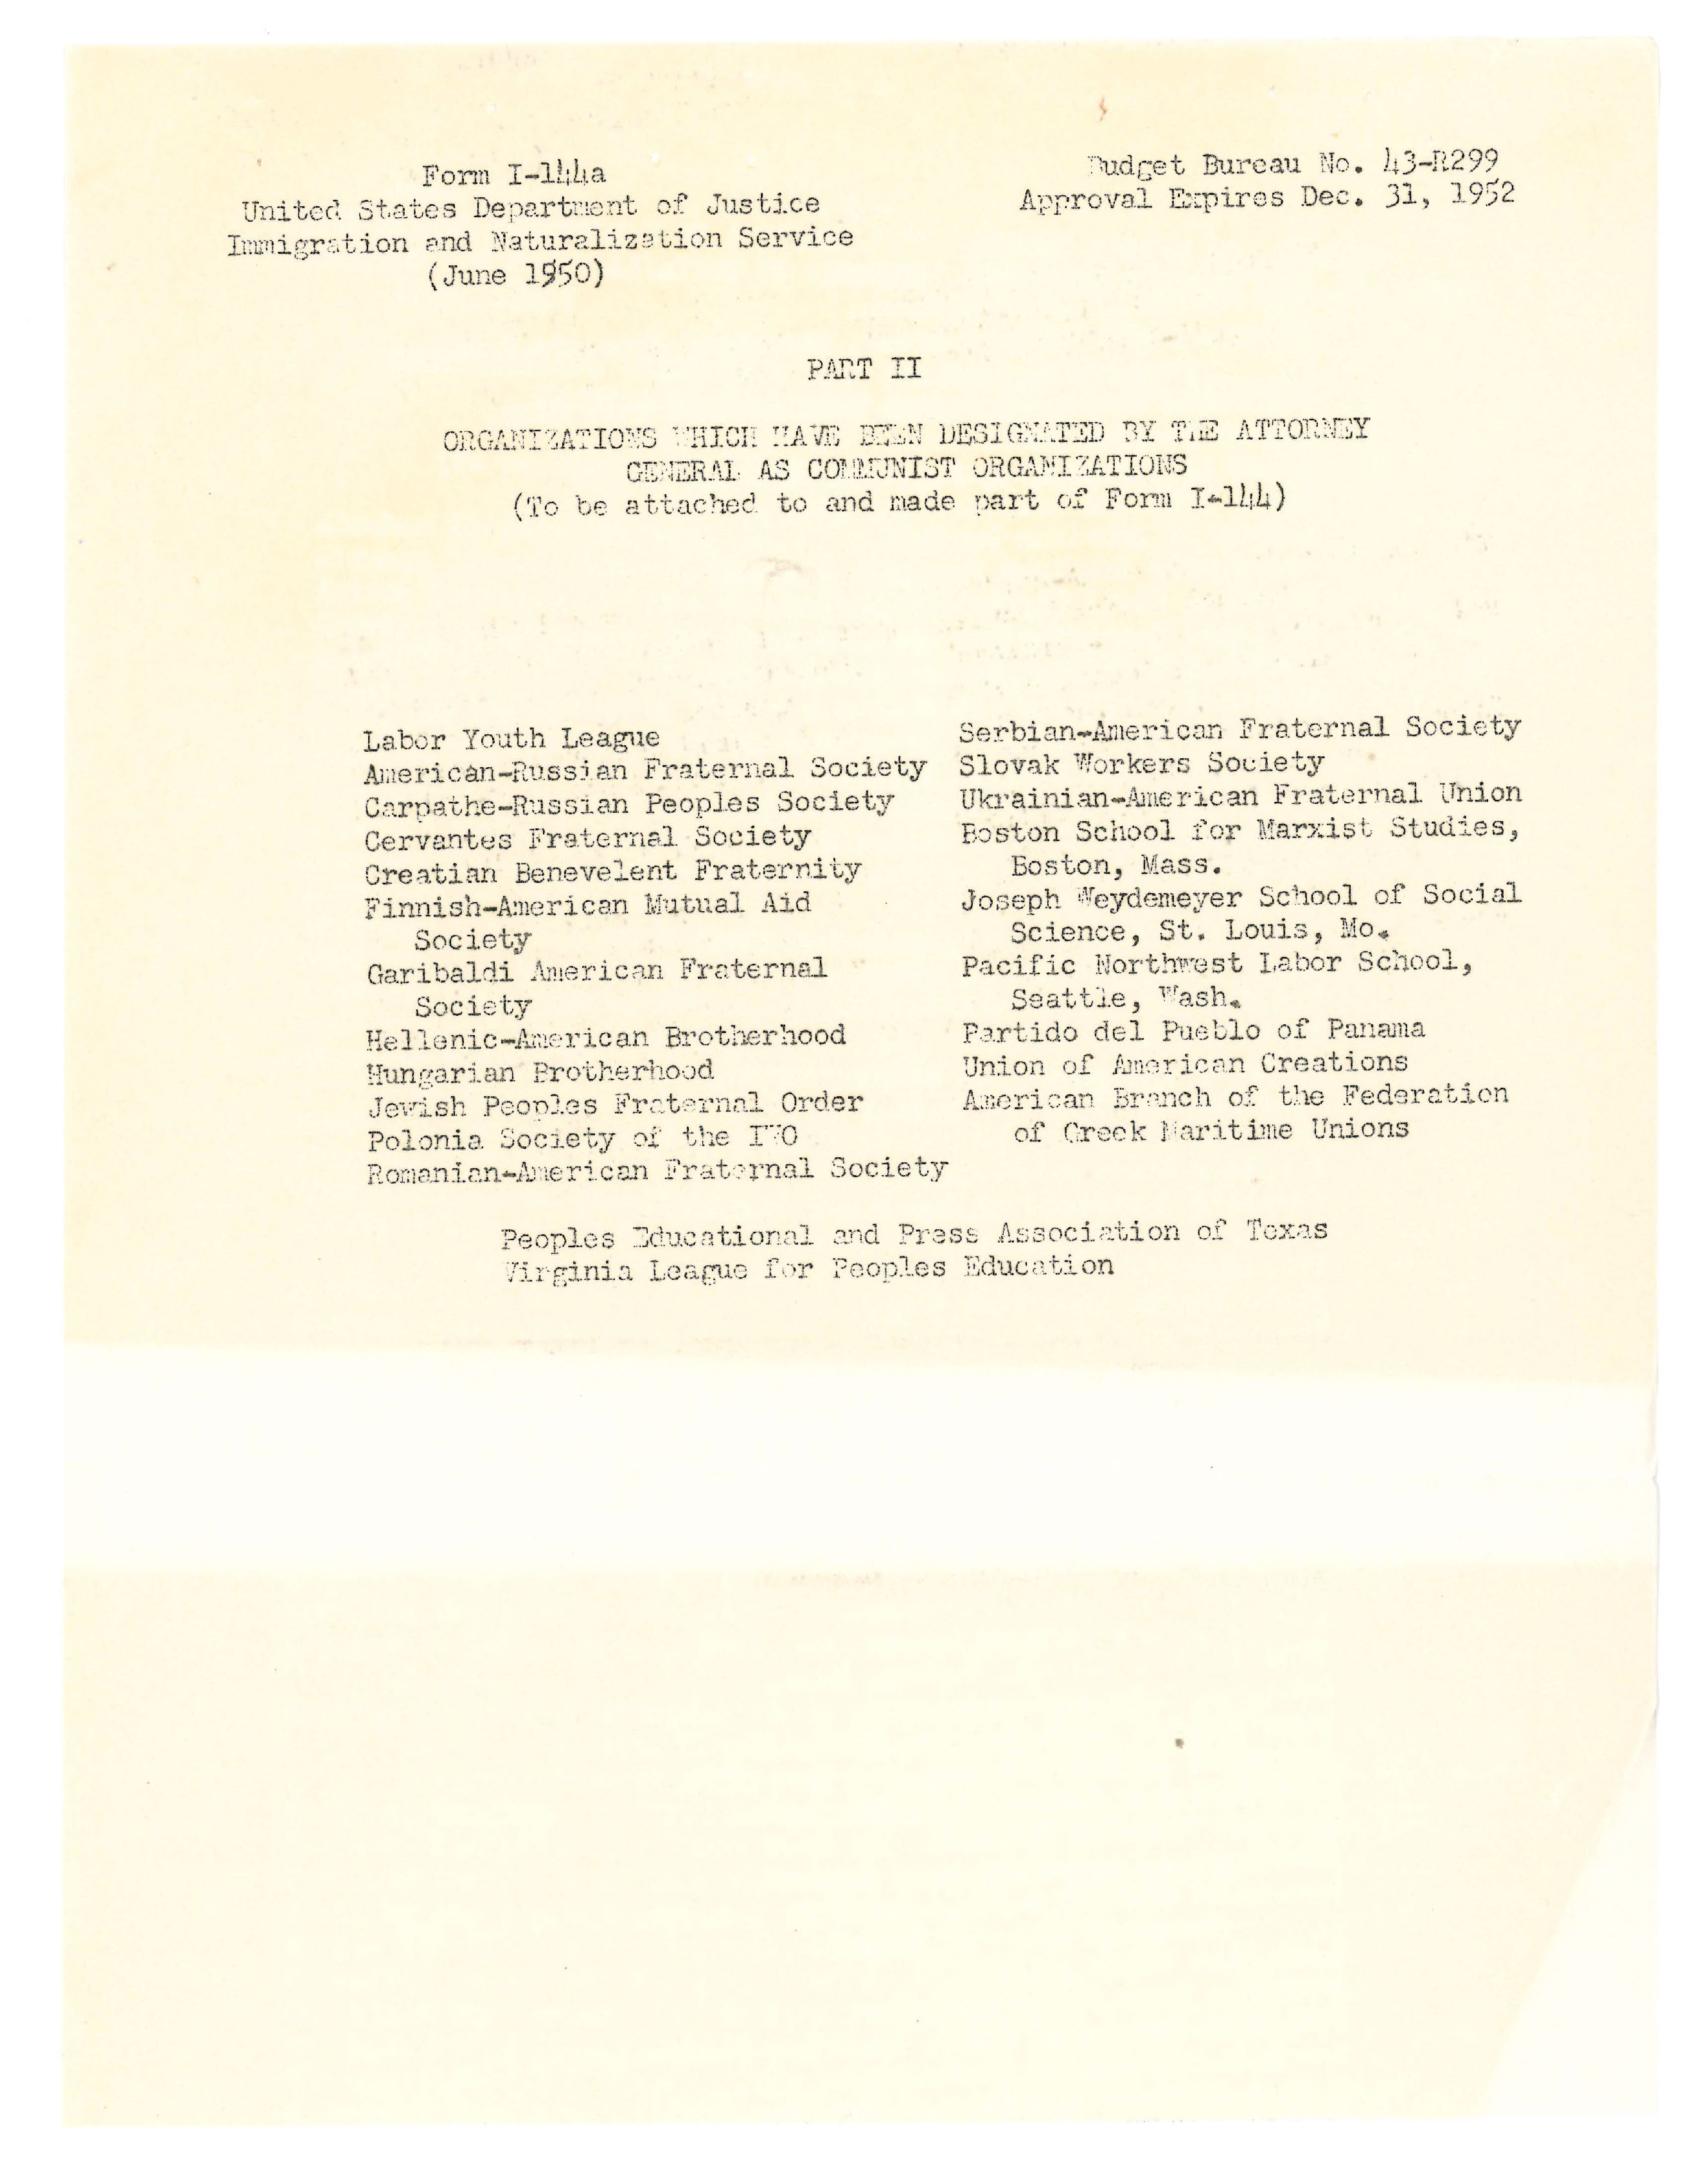 Form I-144a
United States Department of Justice
Immigration and Naturalization Service
(June 1950)
Budget Bureau No. 43-R299
Approval Expires Dec. 31, 1952
PART II
ORGANIZATIONS WHICH HAVE BEEN DESIGNATED BY THE ATTORNEY
GENERAL AS COMMUNIST ORGANIZATIONS
(To be attached to and made part of Form I-144)
Labor Youth League
American-Russian Fraternal Society
Carpathe-Russian Peoples Society
Cervantes Fraternal Society
Creatian Benevelent Fraternity
Finnish-American Mutual Aid
Society
Garibaldi American Fraternal
Society
Hellenic-American Brotherhood
Hungarian Brotherhood
Jewish Peoples Fraternal Order
Polonia Society of the IWO
Romanian-American Fraternal Society
Serbian-American Fraternal Society
Slovak Workers Society
Ukrainian-American Fraternal Union
Boston School for Marxist Studies,
Boston, Mass.
Joseph Weydemeyer School of Social
Science, St. Louis, Mo.
Pacific Northwest Labor School,
Seattle, Wash.
Partido del Pueblo of Panama
Union of American Creations
American Branch of the Federation
of Greek Maritime Unions
Peoples Educational and Press Association of Texas
Virginia League for Peoples Education